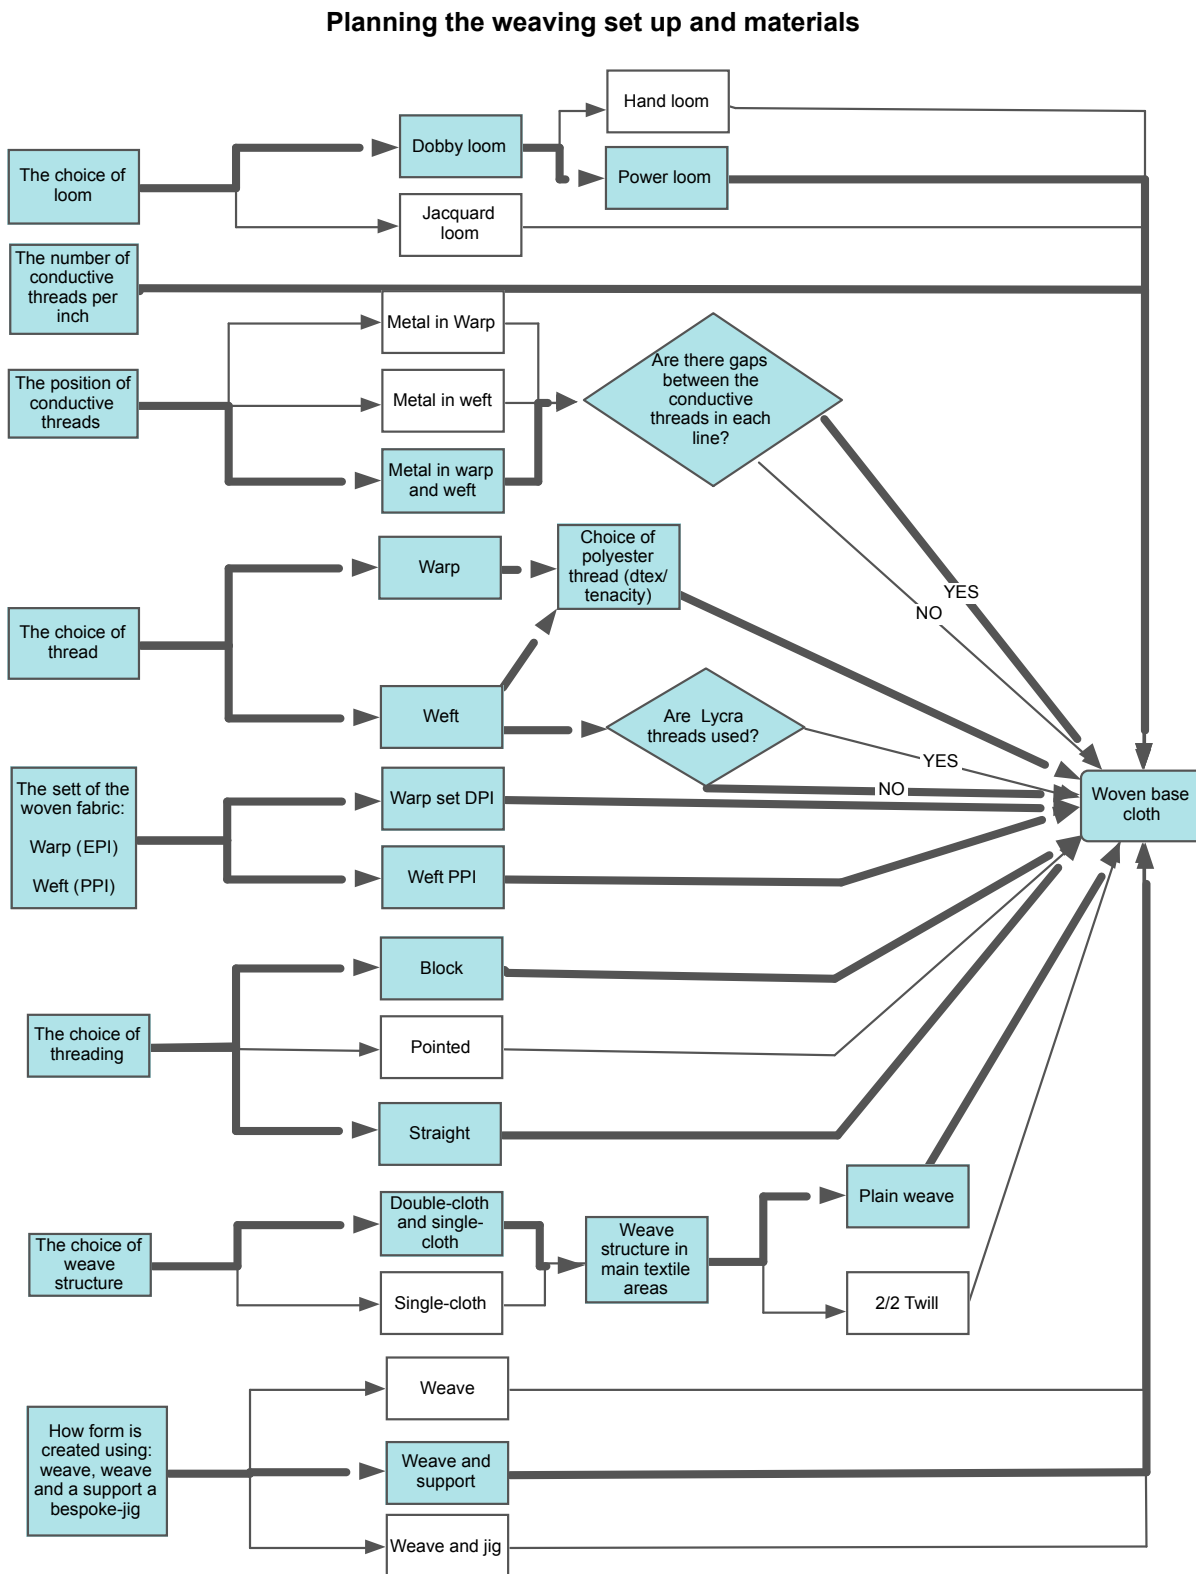 Planning the weaving set up and materials
Hand loom
Dobby loom
Power loom
The choice of
loom
Jacquard
loom
The number of
conductive
threads per
inch
Metal in Warp
Are there gaps
between the
conductive
threads in each
line?
The position of
conductive
threads
Metal in weft
Metal in warp
and weft
Choice of
polyester
thread (dtex/
tenacity)
Warp
YES
NO
The choice of
thread
Weft
Are Lycra
threads used?
YES
NO
The sett of the
woven fabric:
Warp (EPI)
Weft (PPI)
Warp set DPI
Woven base
cloth
Weft PPI
Block
The choice of
threading
Pointed
Straight
Plain weave
Double-cloth
and single-
cloth
The choice of
weave
structure
Weave
structure in
main textile
areas
Single-cloth
2/2 Twill
Weave
How form is
created using:
weave, weave
and a support a
bespoke-jig
Weave and
support
Weave and jig